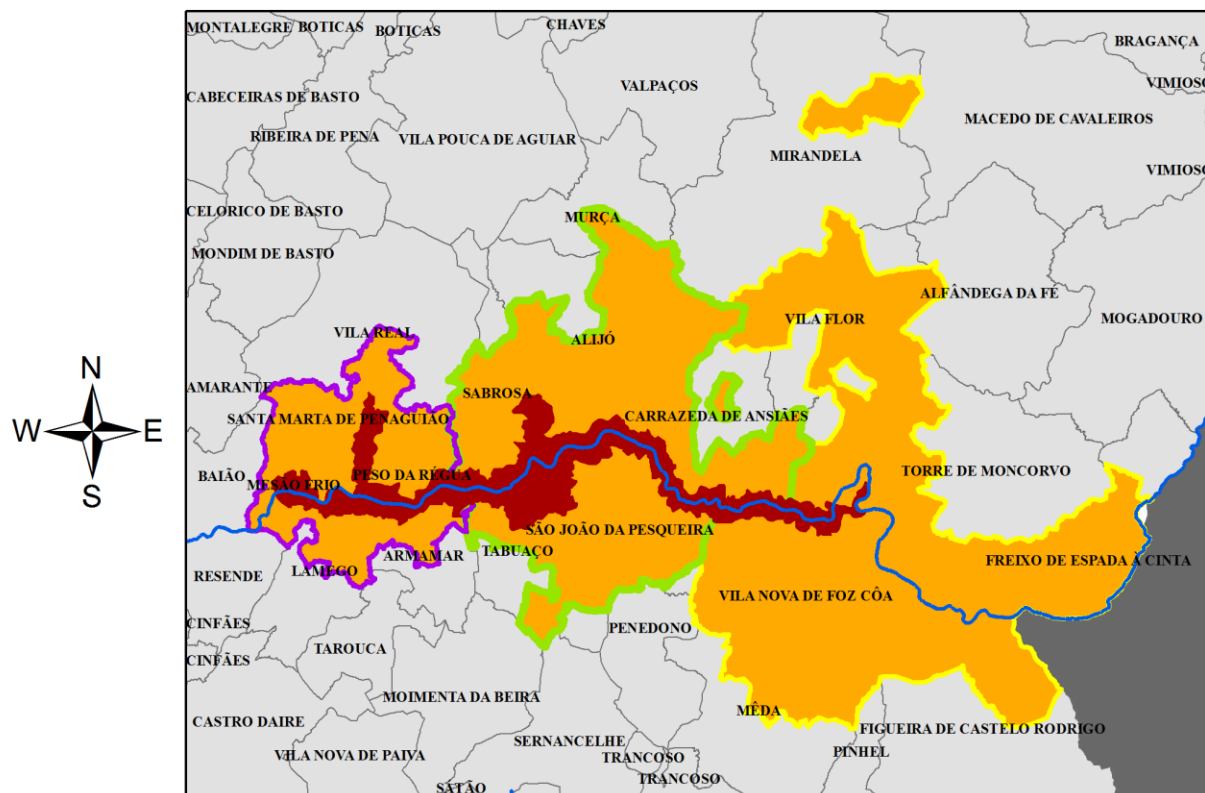 MONTALEGRE
BOTICAS
BOTICAS
CHAVES
BRAGANÇA
VALPAÇOS
VIMIOSO
CABECEIRAS DE BASTO
MACEDO DE CAVALEIROS
RIBEIRA DE PENA
VILA POUCA DE AGUIAR
MIRANDELA
VIMIOSO
CELORICO DE BASTO
MURÇA
MONDIM DE BASTO
ALFÂNDEGA DA FÉ
VILA FLOR
MOGADOURO
VILA REAL
ALIJÓ
N
AMARANTE
SABROSA
SANTA MARTA DE PENAGUIÃO
CARRAZEDA DE ANSIÃES
W
E
BAIÃO
PESO DA RÉGUA
TORRE DE MONCORVO
MESÃO FRIO
S
SÃO JOÃO DA PESQUEIRA
ARMAMAR
TABUAÇO
FREIXO DE ESPADA À CINTA
LAMEGO
RESENDE
VILA NOVA DE FOZ CÔA
CINFÃES
PENEDONO
TAROUCA
CINFÃES
MOIMENTA DA BEIRA
MÊDA
CASTRO DAIRE
FIGUEIRA DE CASTELO RODRIGO
SERNANCELHE
PINHEL
VILA NOVA DE PAIVA
TRANCOSO
TRANCOSO
SÁTÃO